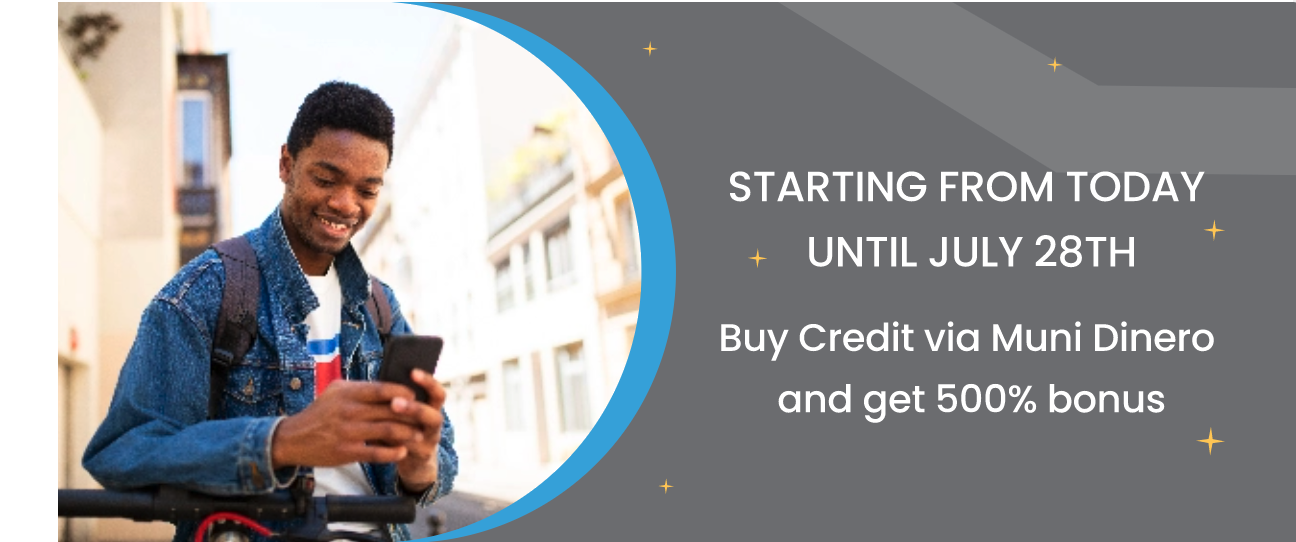 STARTING FROM TODAY
UNTIL JULY 28TH
Buy Credit via Muni Dinero
and get 500% bonus